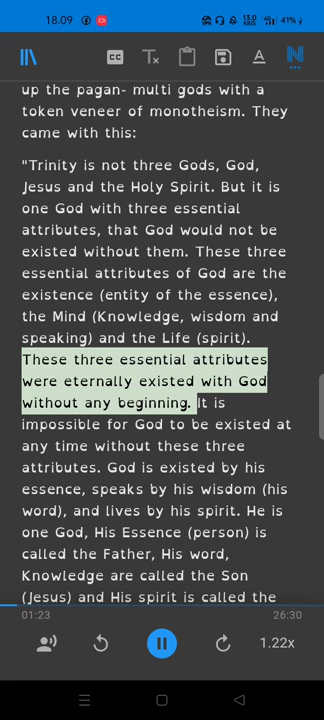 18.09
13.0
KB/S
4G
41%
CC
A
N
up the pagan- multi gods with a
token veneer of monotheism. They
came with this:
"Trinity is not three Gods, God,
Jesus and the Holy Spirit. But it is
one God with three essential
attributes, that God would not be
existed without them. These three
essential attributes of God are the
existence (entity of the essence),
the Mind (Knowledge, wisdom and
speaking) and the Life (spirit).
These three essential attributes
were eternally existed with God
without any beginning. It is
impossible for God to be existed at
any time without these three
attributes. God is existed by his
essence, speaks by his wisdom (his
word), and lives by his spirit. He is
one God, His Essence (person) is
called the Father, His word,
Knowledge are called the Son
(Jesus) and His spirit is called the
01:23
26:30
1.22x